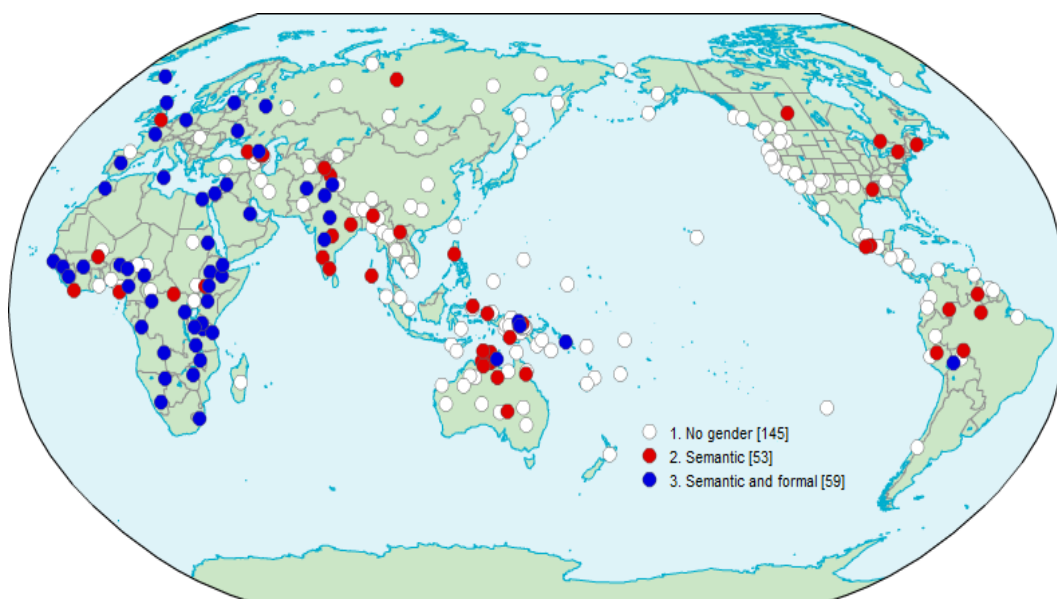 1. No gender [145]
2. Semantic [53]
3. Semantic and formal [59]